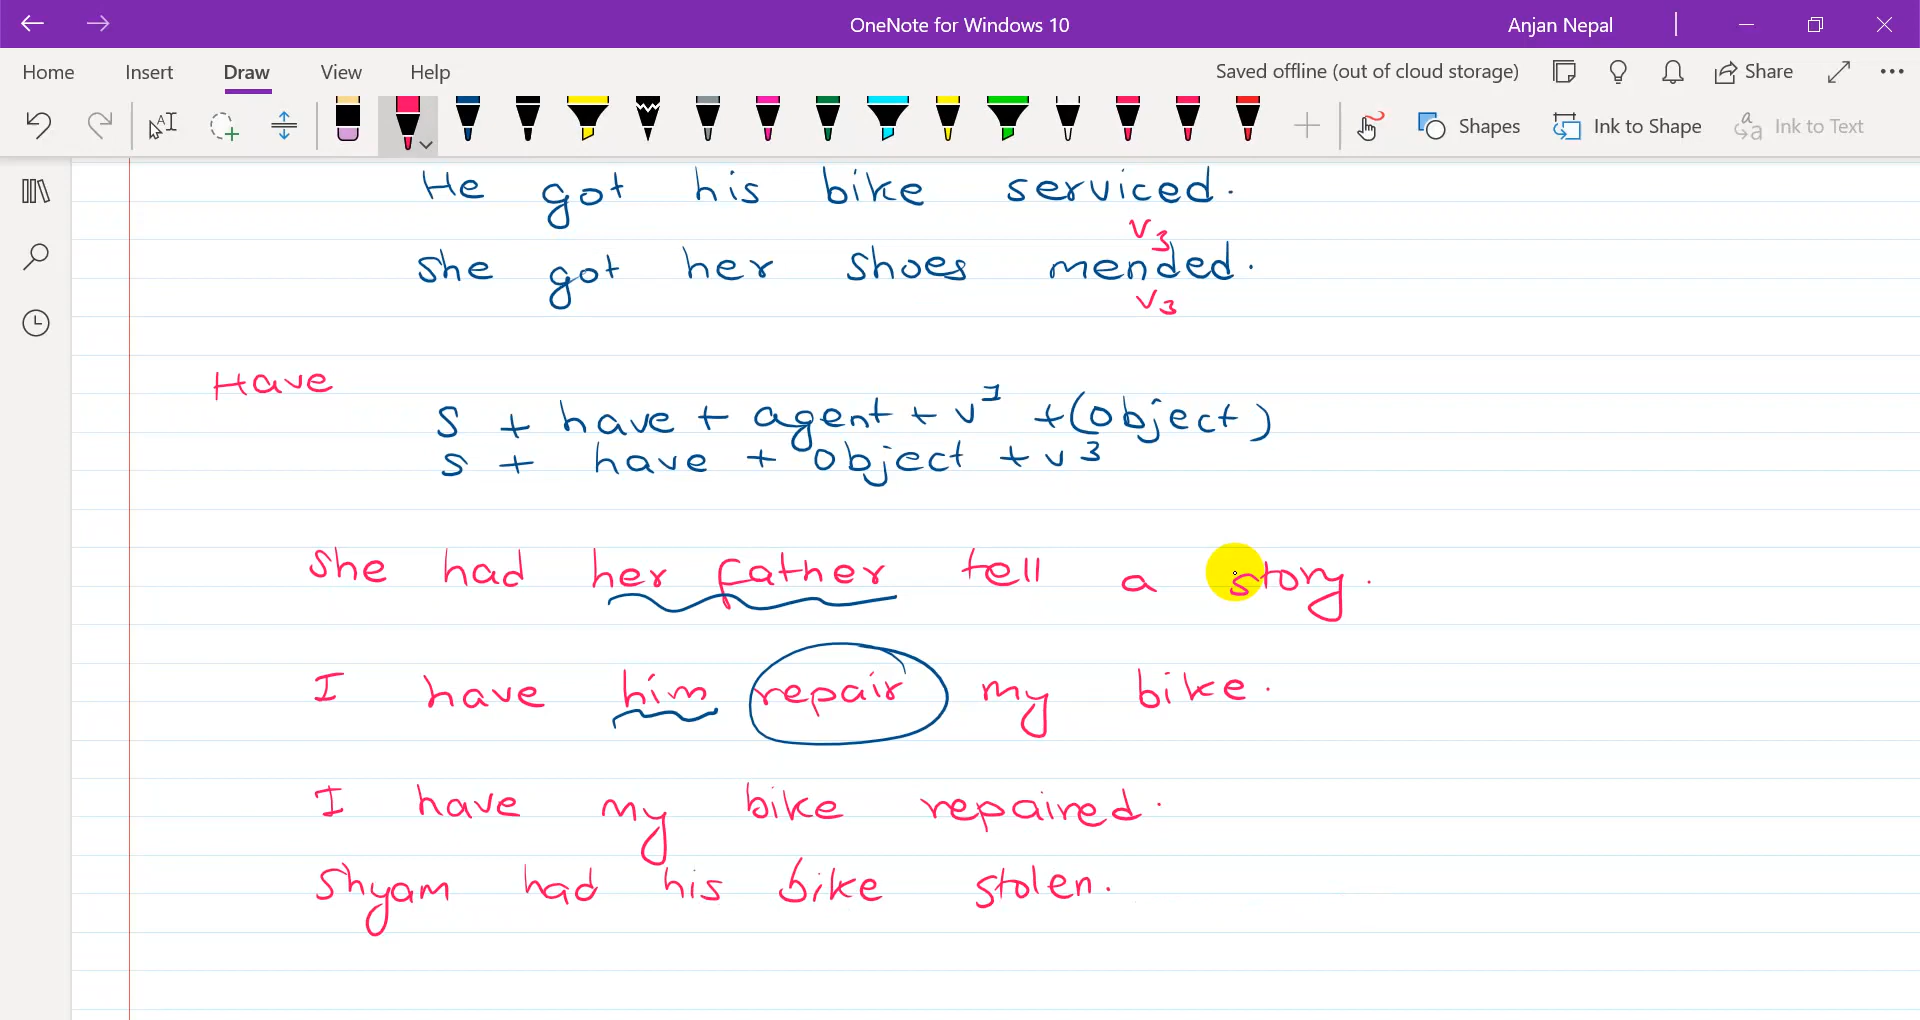 OneNote for Windows 10
Anjan Nepal
Home Insert Draw View Help
Saved offline (out of cloud storage)
Share
Shapes
Ink to Shape
Ink to Text
He got his bike serviced.
V3
she got her shoes mended.
V3
Have
S + have + agent + v1 + (object)
S + have + object + v3
She had her father tell a story.
I have him repair my bike.
I have my bike repaired.
Shyam had his bike stolen.